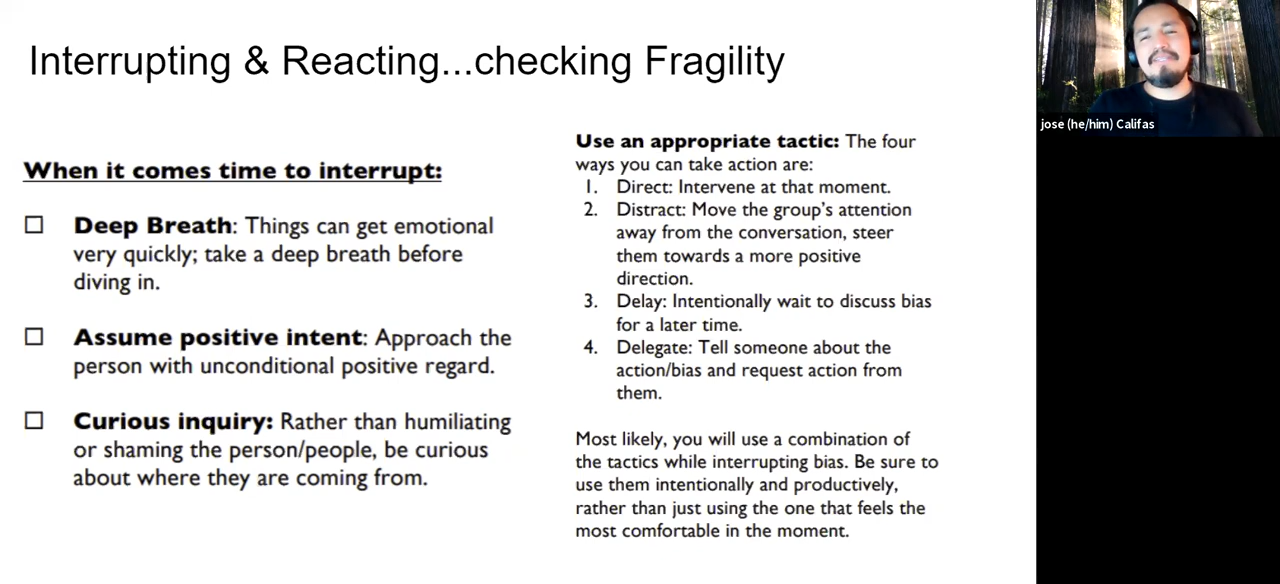 Interrupting & Reacting...checking Fragility
When it comes time to interrupt:
Deep Breath: Things can get emotional
very quickly; take a deep breath before
diving in.
Assume positive intent: Approach the
person with unconditional positive regard.
Curious inquiry: Rather than humiliating
or shaming the person/people, be curious
about where they are coming from.
Use an appropriate tactic: The four
ways you can take action are:
1. Direct: Intervene at that moment.
2. Distract: Move the group's attention
away from the conversation, steer
them towards a more positive
direction.
3. Delay: Intentionally wait to discuss bias
for a later time.
4. Delegate: Tell someone about the
action/bias and request action from
them.
Most likely, you will use a combination of
the tactics while interrupting bias. Be sure to
use them intentionally and productively,
rather than just using the one that feels the
most comfortable in the moment.
jose (he/him) Califas